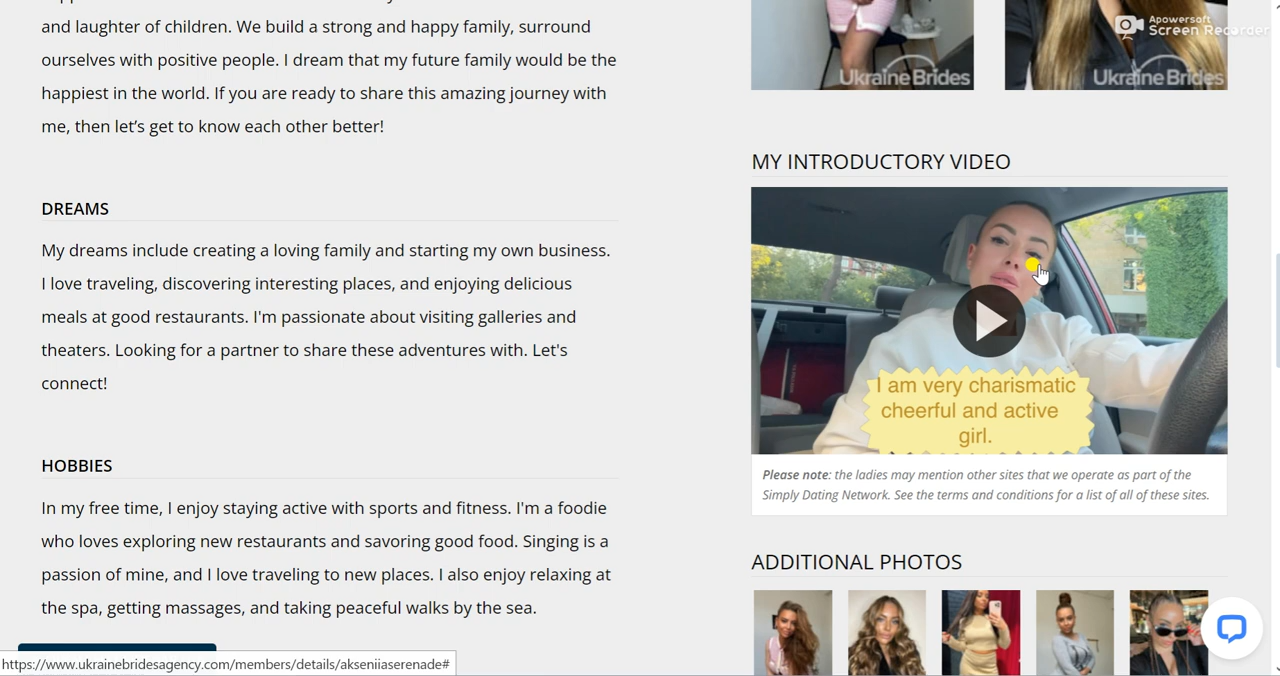 and laughter of children. We build a strong and happy family, surround
ourselves with positive people. I dream that my future family would be the
happiest in the world. If you are ready to share this amazing journey with
me, then let’s get to know each other better!
DREAMS
My dreams include creating a loving family and starting my own business.
I love traveling, discovering interesting places, and enjoying delicious
meals at good restaurants. I'm passionate about visiting galleries and
theaters. Looking for a partner to share these adventures with. Let's
connect!
HOBBIES
In my free time, I enjoy staying active with sports and fitness. I'm a foodie
who loves exploring new restaurants and savoring good food. Singing is a
passion of mine, and I love traveling to new places. I also enjoy relaxing at
the spa, getting massages, and taking peaceful walks by the sea.
https://www.ukrainebridesagency.com/members/details/akseniiaserenade#
Apowersoft
Screen Recorder
Ukraine Brides
Ukraine Brides
MY INTRODUCTORY VIDEO
I am very charismatic
cheerful and active
girl.
Please note: the ladies may mention other sites that we operate as part of the
Simply Dating Network. See the terms and conditions for a list of all of these sites.
ADDITIONAL PHOTOS